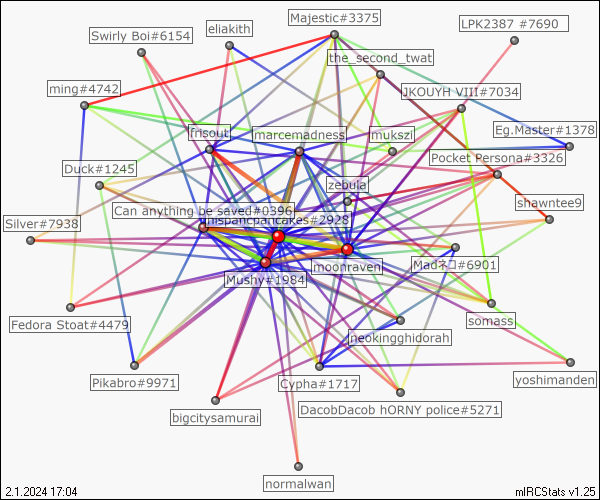 Majestic#3375
LPK2387 #7690
Swirly Boi#6154
eliakith
the_second_twat
ming#4742
JKOUYH VIII#7034
frisout
marcemadness
mukszi
Eg.Master#1378
Pocket Persona#3326
Duck#1245
zebula
shawntee9
Can anything be saved#0396
hispanicpancakes#2928
Silver#7938
Mushy#1984
moonraven
Madネコ#6901
Fedora Stoat#4479
somass
neokingghidorah
Pikabro#9971
Cypha#1717
yoshimanden
DacobDacob hORNY police#5271
bigcitysamurai
normalwan
2.1.2024 17:04
mIRCStats v1.25